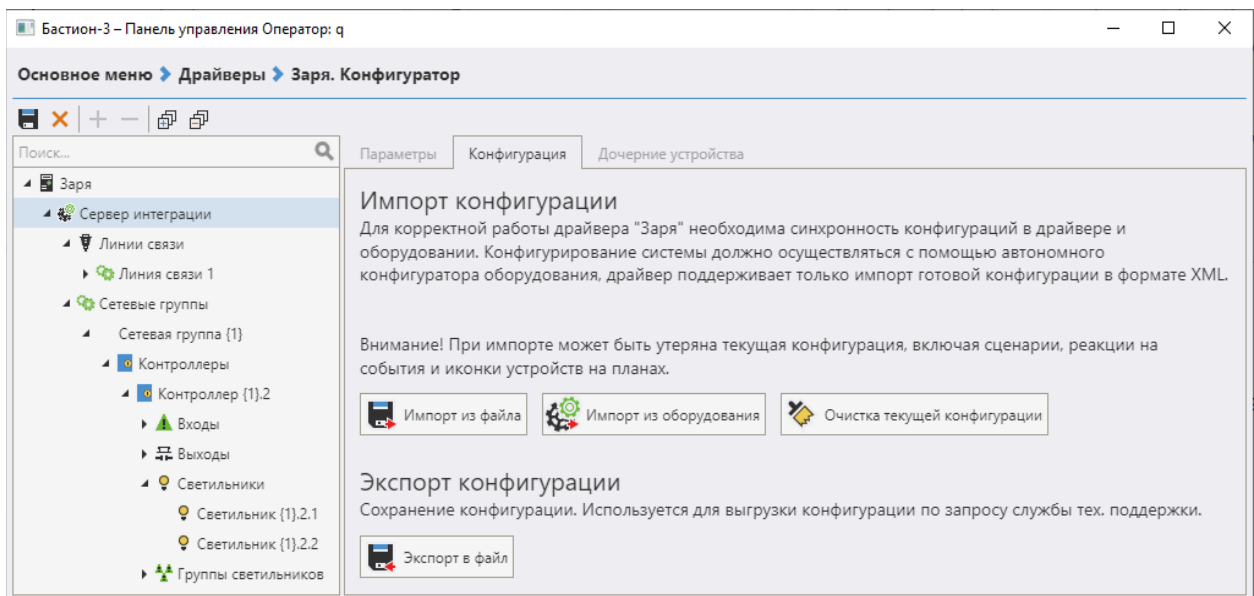 Бастион-3 – Панель управления Оператор: q
Основное меню Драйверы Заря. Конфигуратор
Поиск...
Заря
Сервер интеграции
Линии связи
Линия связи 1
Сетевые группы
Сетевая группа {1}
Контроллеры
Контроллер {1}.2
Входы
Выходы
Светильники
Светильник {1}.2.1
Светильник {1}.2.2
Группы светильников
Параметры Конфигурация Дочерние устройства
Импорт конфигурации
Для корректной работы драйвера "Заря" необходима синхронность конфигураций в драйвере и
оборудовании. Конфигурирование системы должно осуществляться с помощью автономного
конфигуратора оборудования, драйвер поддерживает только импорт готовой конфигурации в формате XML.
Внимание! При импорте может быть утеряна текущая конфигурация, включая сценарии, реакции на
события и иконки устройств на планах.
Импорт из файла Импорт из оборудования Очистка текущей конфигурации
Экспорт конфигурации
Сохранение конфигурации. Используется для выгрузки конфигурации по запросу службы тех. поддержки.
Экспорт в файл